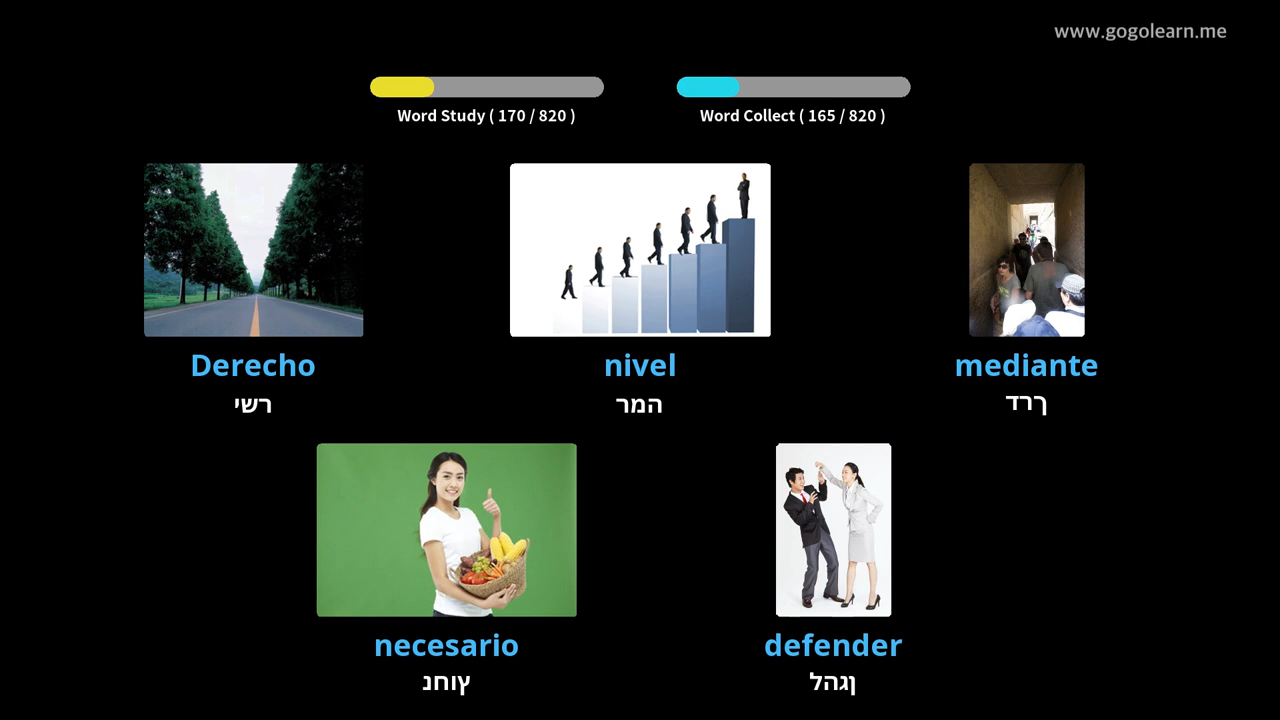 www.gogolearn.me
Word Study ( 170 / 820 )
Word Collect ( 165 / 820 )
Derecho
רשי
nivel
המר
mediante
ךרד
necesario
ץוחנ
defender
ןגהל